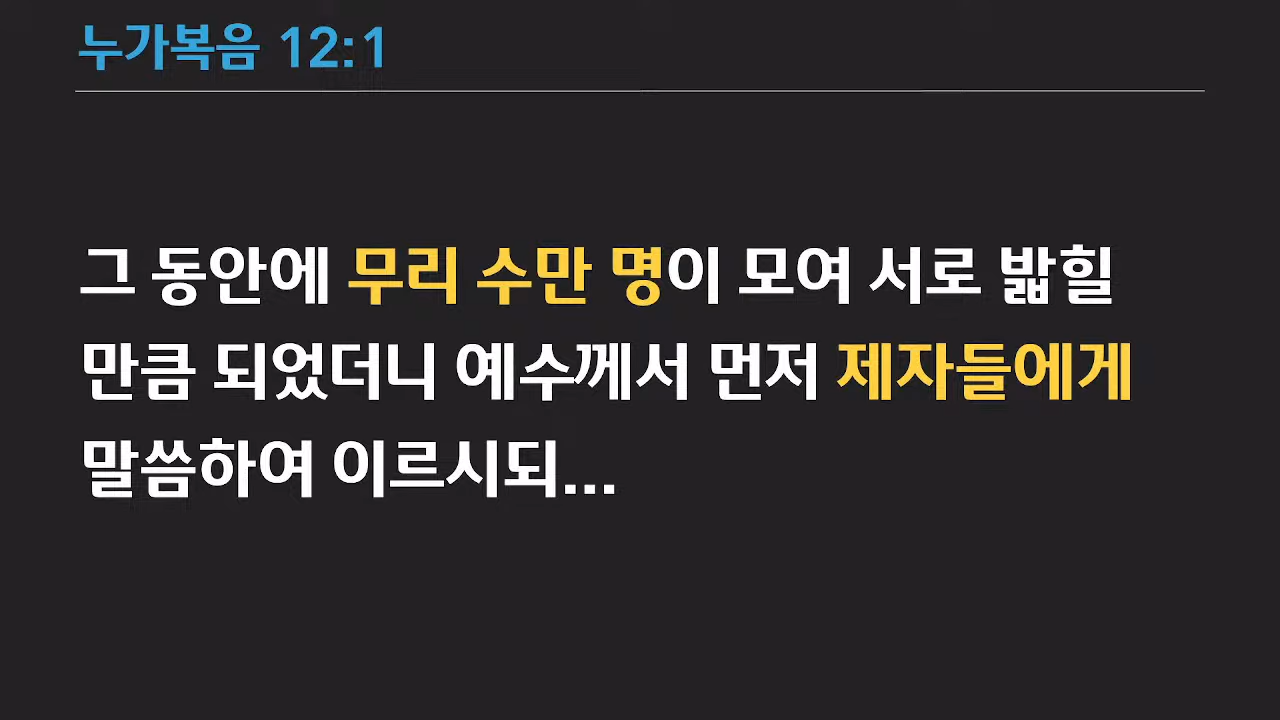 누가복음 12:1
그 동안에 무리 수만 명이 모여 서로 밟힐
만큼 되었더니 예수께서 먼저 제자들에게
말씀하여 이르시되...